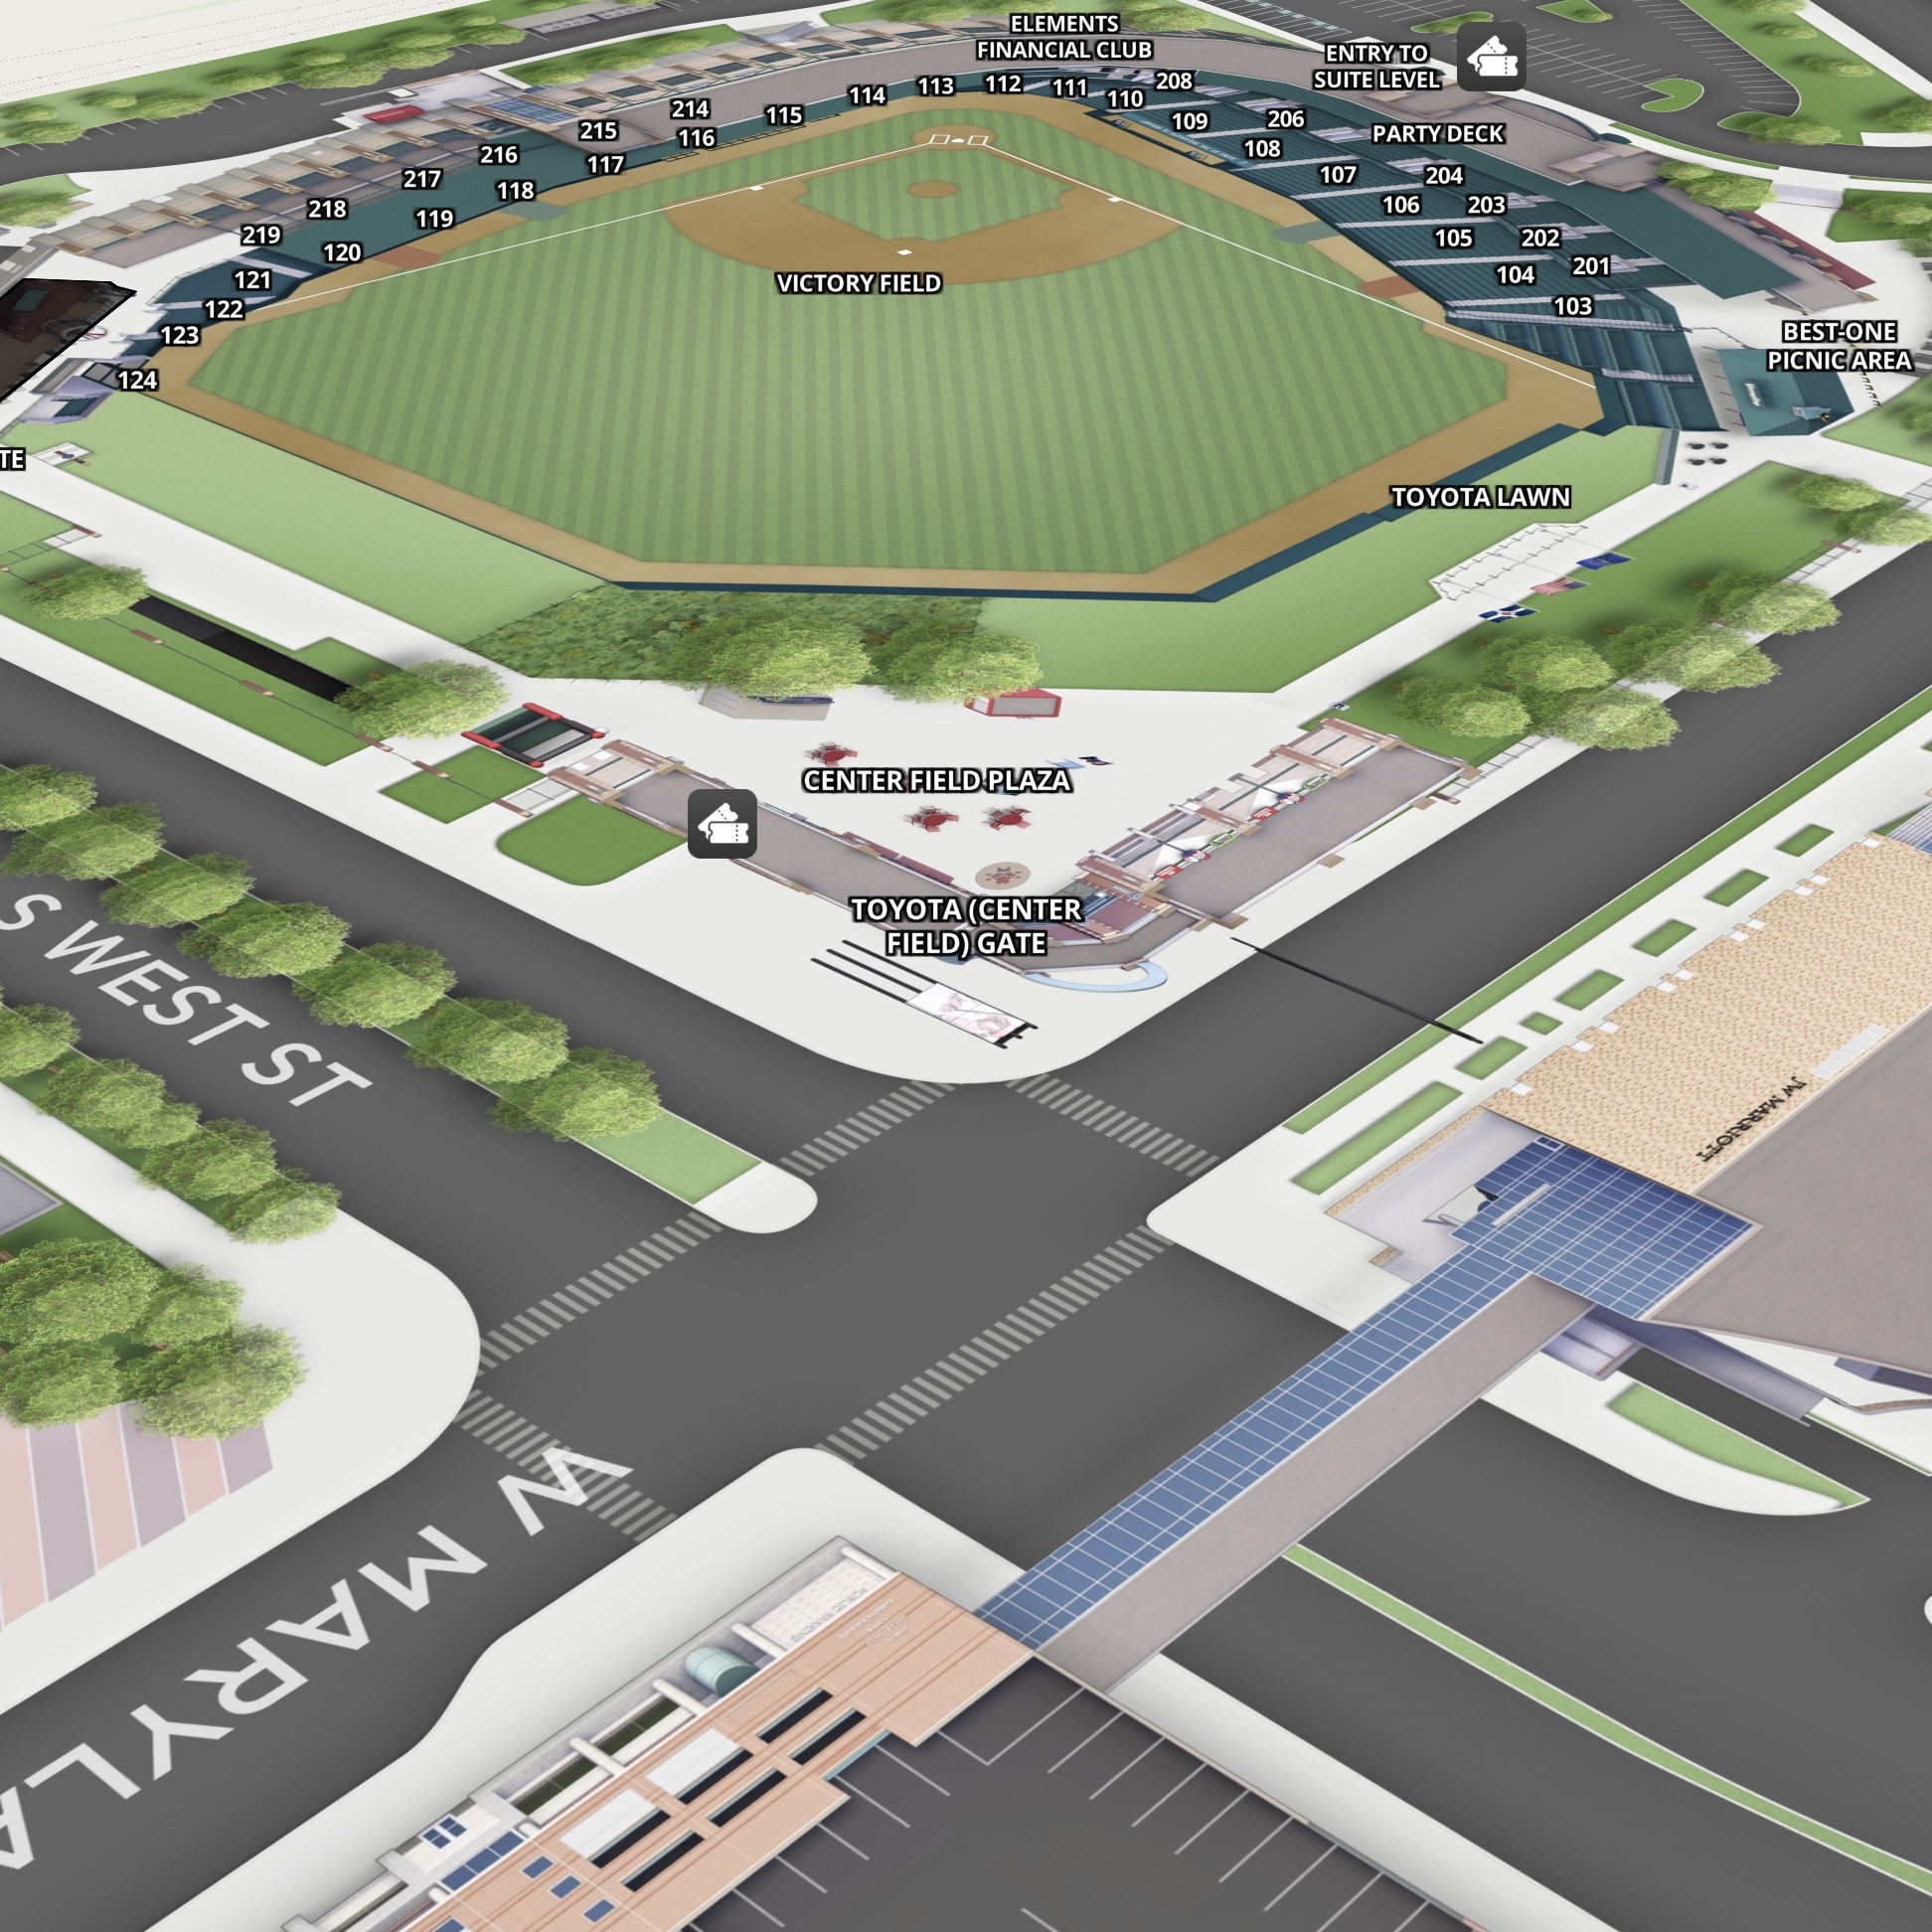 ELEMENTS
FINANCIAL CLUB
ENTRY TO
SUITE LEVEL
208
113
112
111
110
114
214
115
109
206
PARTY DECK
215
116
108
216
117
107
204
217
118
106
203
218
119
105
202
219
120
104
201
121
VICTORY FIELD
122
103
123
BEST-ONE
PICNIC AREA
124
TE
TOYOTA LAWN
CENTER FIELD PLAZA
TOYOTA (CENTER
FIELD) GATE
S WEST ST
JW MARRIOTT
W MARYLA